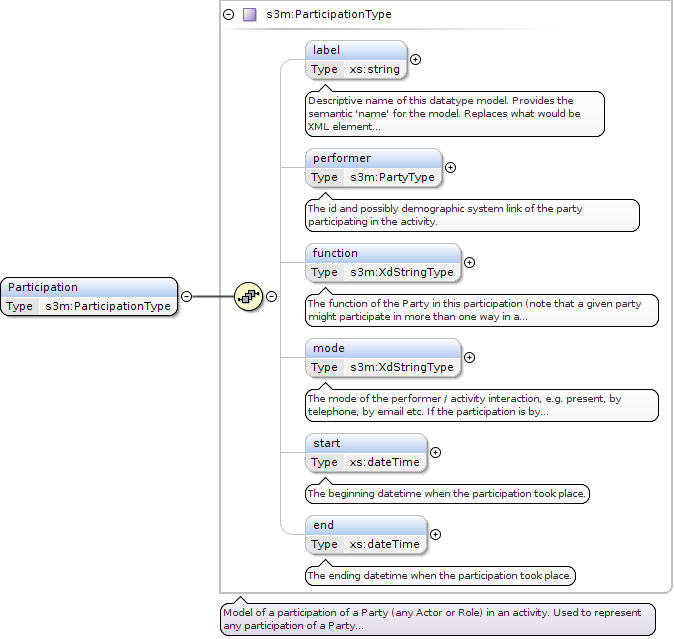 s3m:ParticipationType
label
Type xs:string
Descriptive name of this datatype model. Provides the
semantic 'name' for the model. Replaces what would be
XML element...
performer
Type s3m:PartyType
The id and possibly demographic system link of the party
participating in the activity.
function
Type s3m:XdStringType
The function of the Party in this participation (note that a given party
might participate in more than one way in a...
Participation
Type s3m:ParticipationType
mode
Type s3m:XdStringType
The mode of the performer / activity interaction, e.g. present, by
telephone, by email etc. If the participation is by...
start
Type xs:dateTime
The beginning datetime when the participation took place.
end
Type xs:dateTime
The ending datetime when the participation took place.
Model of a participation of a Party (any Actor or Role) in an activity. Used to represent
any participation of a Party...